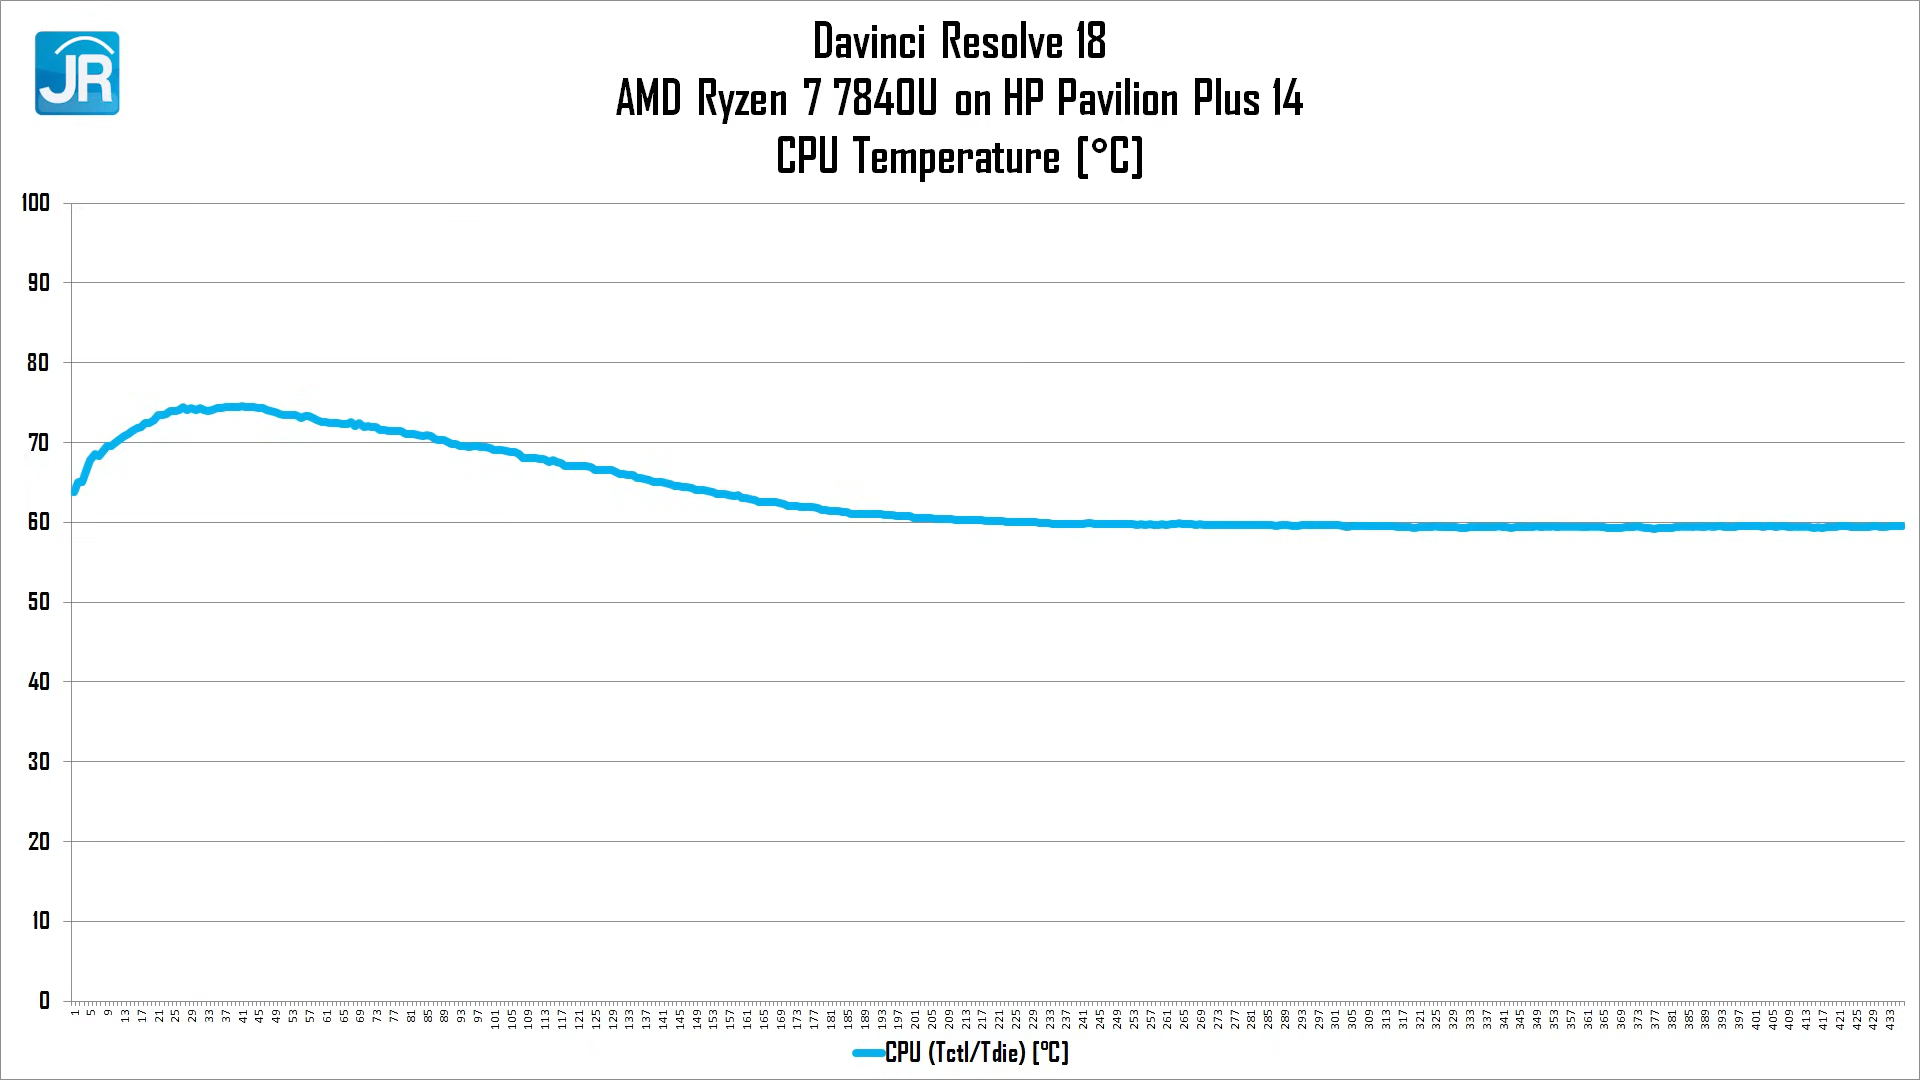 JR
Davinci Resolve 18
AMD Ryzen 7 7840U on HP Pavilion Plus 14
CPU Temperature [°C]
100
90
80
70
60
50
40
30
20
10
0
1 5 9 13 17 21 25 29 33 37 41 45 49 53 57 61 65 69 73 77 81 85 89 93 97 101 105 109 113 117 121 125 129 133 137 141 145 149 153 157 161 165 169 173 177 181 185 189 193 197 201 205 209 213 217 221 225 229 233 237 241 245 249 253 257 261 265 269 273 277 281 285 289 293 297 301 305 309 313 317 321 325 329 333 337 341 345 349 353 357 361 365 369 373 377 381 385 389 393 397 401 405 409 413 417 421 425 429 433
CPU (Tctl/Tdie) [°C]